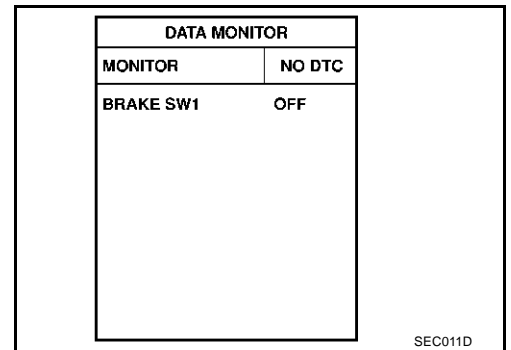 DATA MONITOR
MONITOR NO DTC
BRAKE SW1 OFF
SEC011D